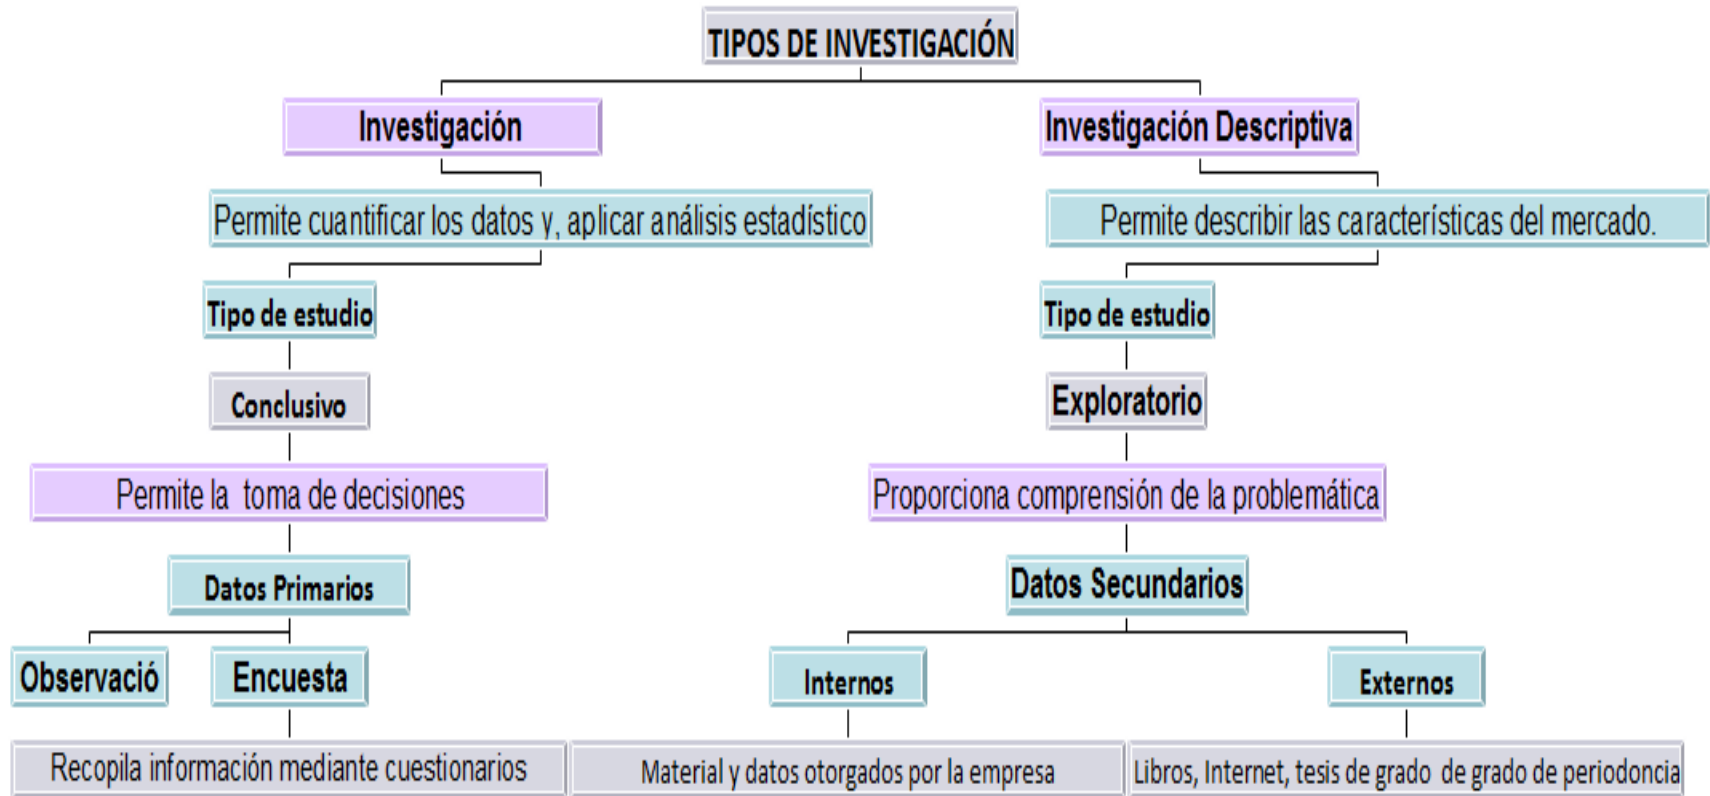 TIPOS DE INVESTIGACIÓN
Investigación
Investigación Descriptiva
Permite cuantificar los datos y, aplicar análisis estadístico
Permite describir las características del mercado.
Tipo de estudio
Tipo de estudio
Conclusivo
Exploratorio
Permite la toma de decisiones
Proporciona comprensión de la problemática
Datos Primarios
Datos Secundarios
Observació
Encuesta
Internos
Externos
Recopila información mediante cuestionarios
Material y datos otorgados por la empresa
Libros, Internet, tesis de grado de grado de periodoncia